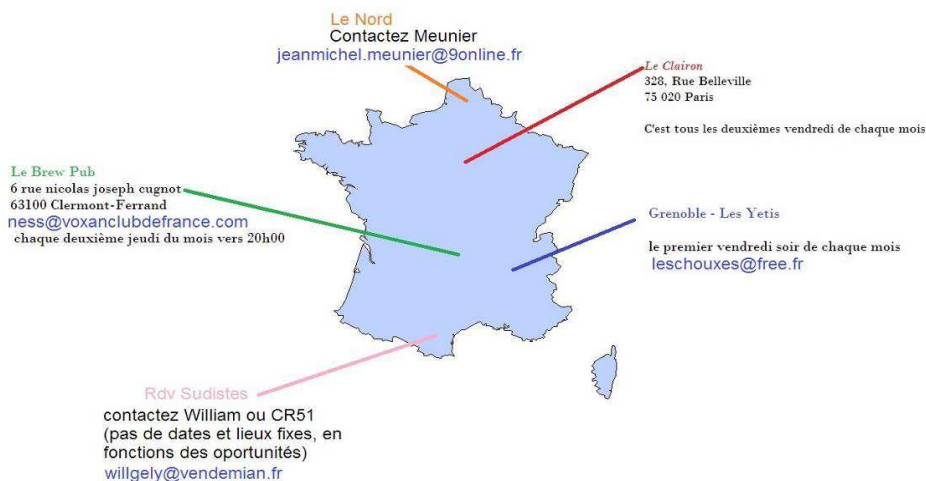 Le Nord
Contactez Meunier
jeanmichel.meunier@9online.fr
Le Clairon
328, Rue Belleville
75 020 Paris
C'est tous les deuxièmes vendredi de chaque mois
Le Brew Pub
6 rue nicolas joseph cugnot
63100 Clermont-Ferrand
ness@voxanclubdefrance.com
chaque deuxième jeudi du mois vers 20h00
Grenoble - Les Yetis
le premier vendredi soir de chaque mois
leschouxes@free.fr
Rdv Sudistes
contactez William ou CR51
(pas de dates et lieux fixes, en
fonctions des oportunités)
willgely@vendemian.fr